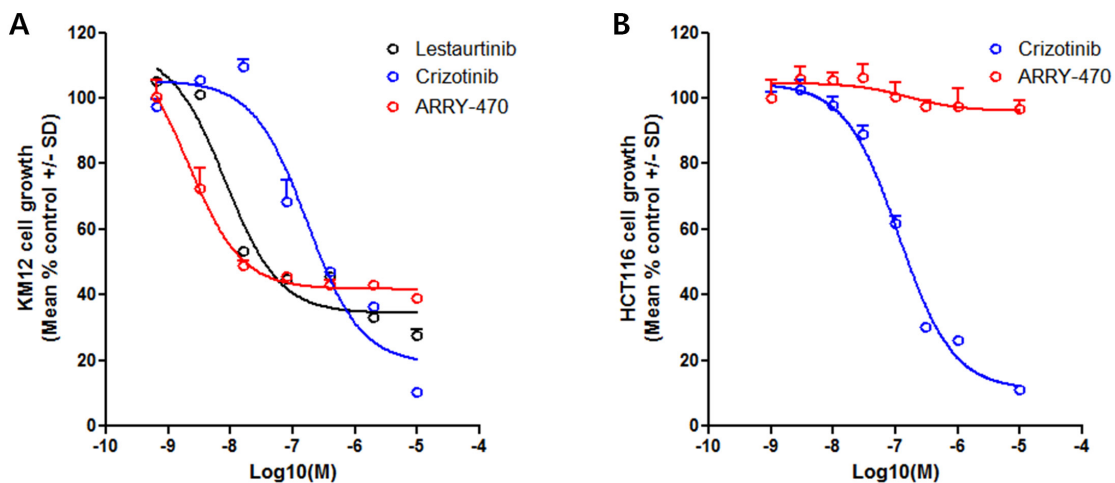 A
KM12 cell growth
(Mean % control +/- SD)
120
100
80
60
40
20
0
-10 -9 -8 -7 -6 -5 -4
Log10(M)
Lestaurtinib
Crizotinib
ARRY-470
B
HCT116 cell growth
(Mean % control +/- SD)
120
100
80
60
40
20
0
-10 -9 -8 -7 -6 -5 -4
Log10(M)
Crizotinib
ARRY-470